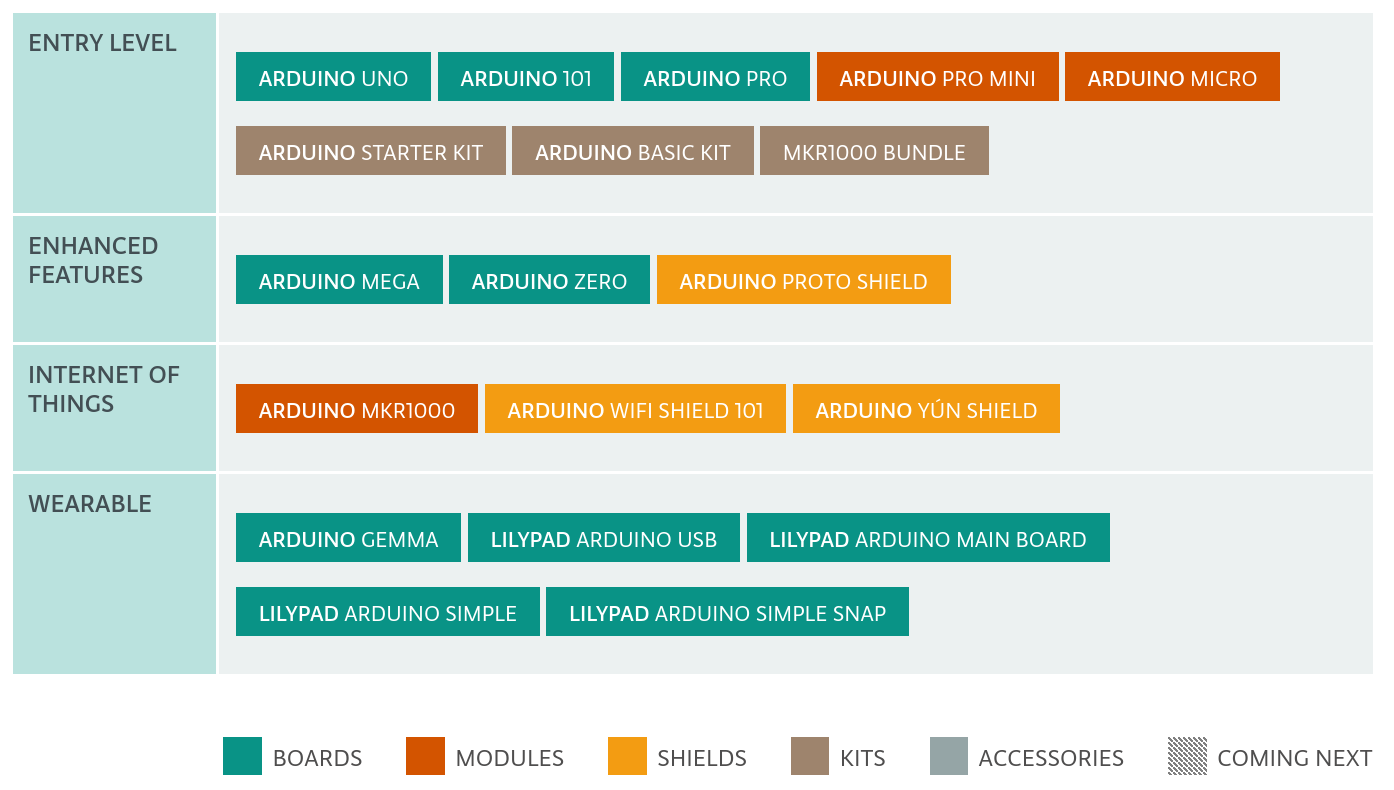 ENTRY LEVEL
ARDUINO UNO ARDUINO 101 ARDUINO PRO ARDUINO PRO MINI ARDUINO MICRO
ARDUINO STARTER KIT ARDUINO BASIC KIT MKR1000 BUNDLE
ENHANCED
FEATURES
ARDUINO MEGA ARDUINO ZERO ARDUINO PROTO SHIELD
INTERNET OF
THINGS
ARDUINO MKR1000 ARDUINO WIFI SHIELD 101 ARDUINO YÚN SHIELD
WEARABLE
ARDUINO GEMMA LILYPAD ARDUINO USB LILYPAD ARDUINO MAIN BOARD
LILYPAD ARDUINO SIMPLE LILYPAD ARDUINO SIMPLE SNAP
BOARDS MODULES SHIELDS KITS ACCESSORIES COMING NEXT